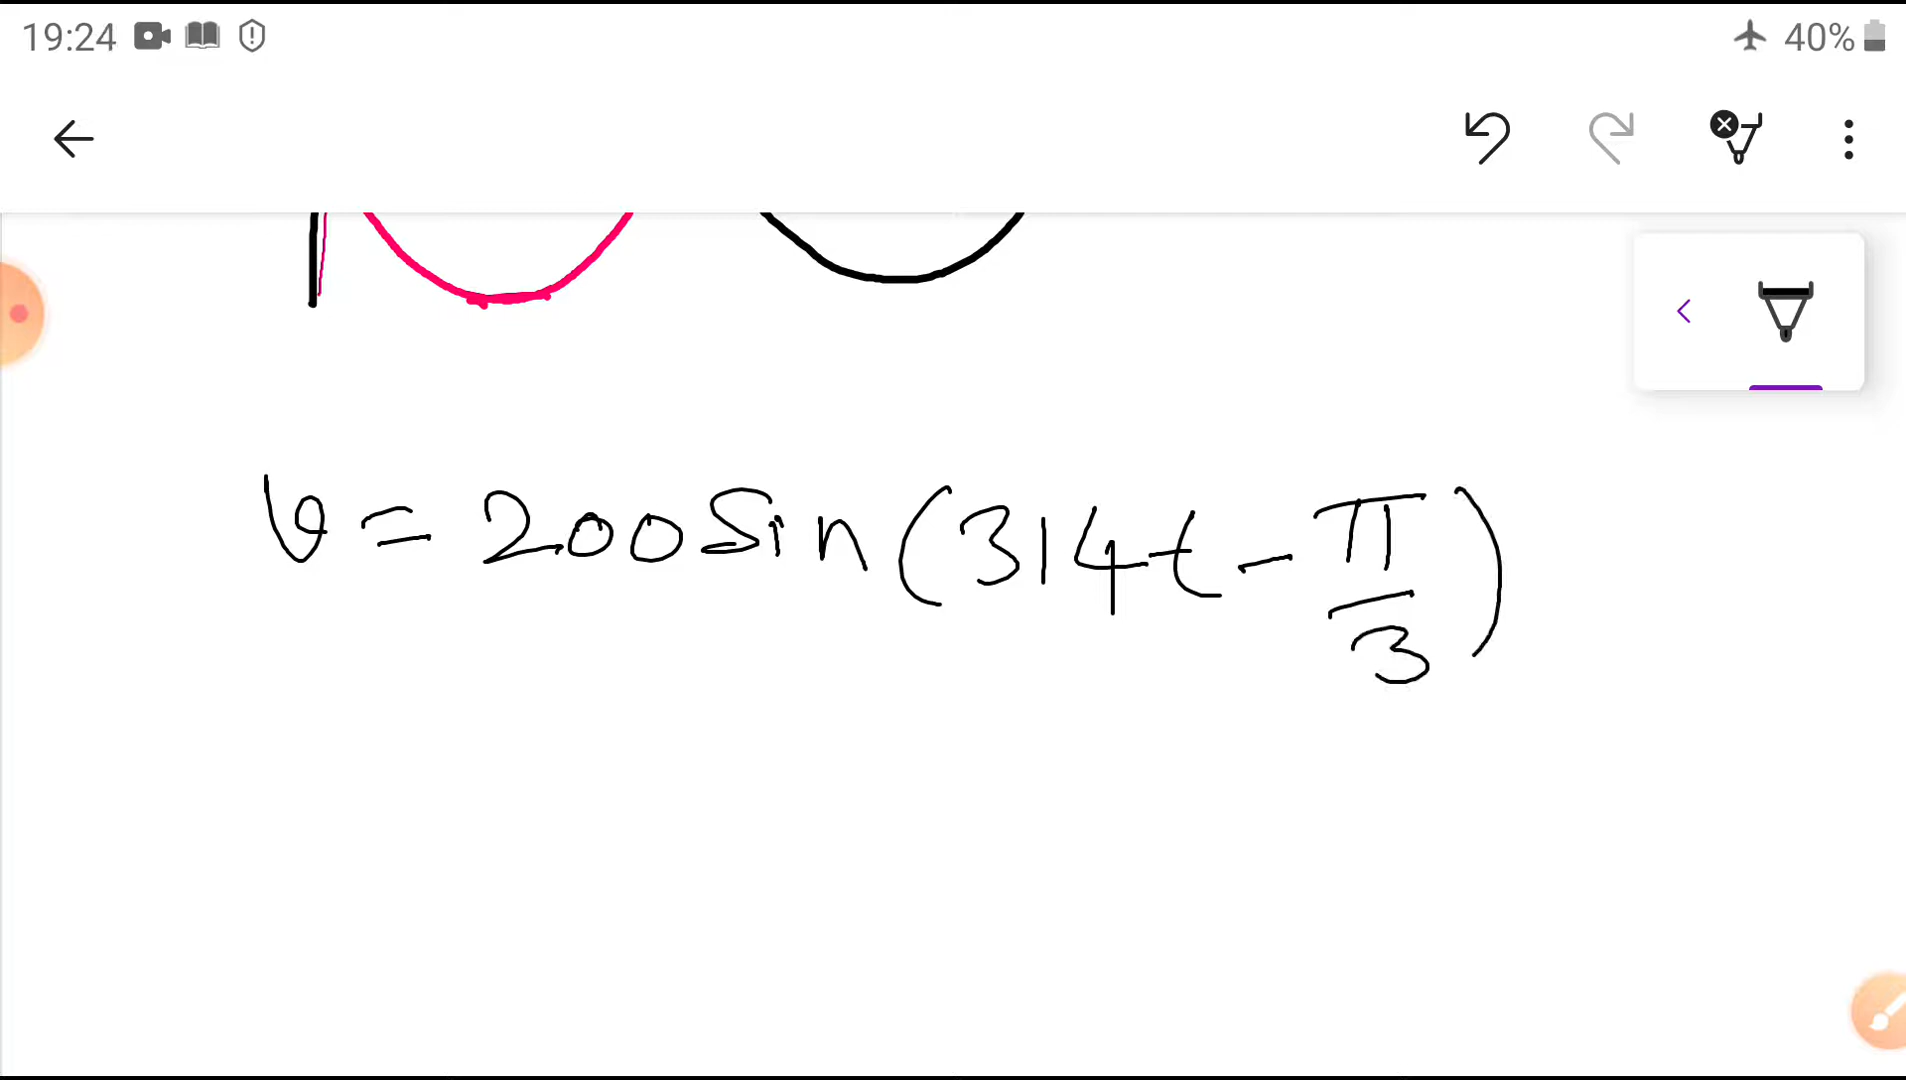 19:24 40%
v = 200 Sin (314t - π/3)